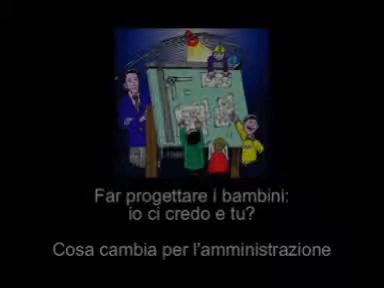 Far progettare i bambini:
io ci credo e tu?
Cosa cambia per l'amministrazione